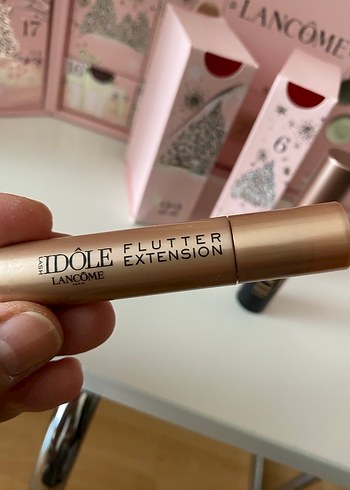 LANCÔME
17
6
LASH
IDÔLE
LANCÔME
FLUTTER
EXTENSION